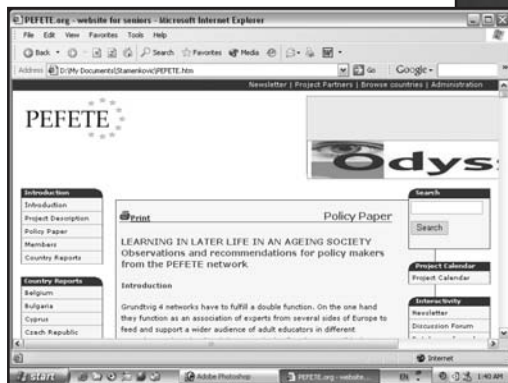 PEFETE.org - website for seniors - Microsoft Internet Explorer
File Edit View Favorites Tools Help
Back Search Favorites Media
Address D:\My Documents\Stamenkovic\PEFETE.htm Go Google
Newsletter | Project Partners | Browse countries | Administration
PEFETE
Odys
Introduction
Introduction
Project Description
Policy Paper
Members
Country Reports
Country Reports
Belgium
Bulgaria
Cyprus
Czech Republic
Print Policy Paper
LEARNING IN LATER LIFE IN AN AGEING SOCIETY
Observations and recommendations for policy makers
from the PEFETE network
Introduction
Grundtvig 4 networks have to fulfill a double function. On the one hand
they function as an association of experts from several sides of Europe to
feed and support a wider audience of adult educators in different
Search
Search
Project Calendar
Project Calendar
Interactivity
Newsletter
Discussion Forum
Internet
start Adobe Photoshop PEFETE.org - website... EN 1:40 AM